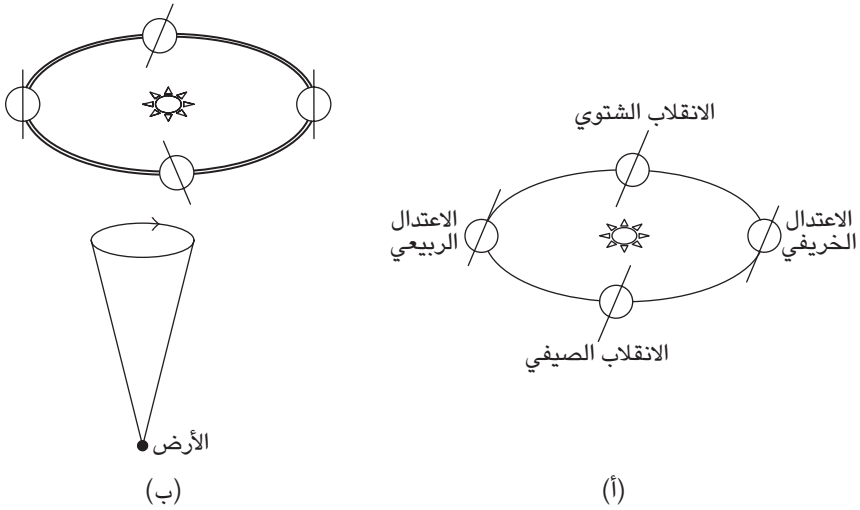 الانقلاب الشتوي
الاعتدال
الخريفي
الاعتدال
الربيعي
الانقلاب الصيفي
(أ)
الأرض
(ب)